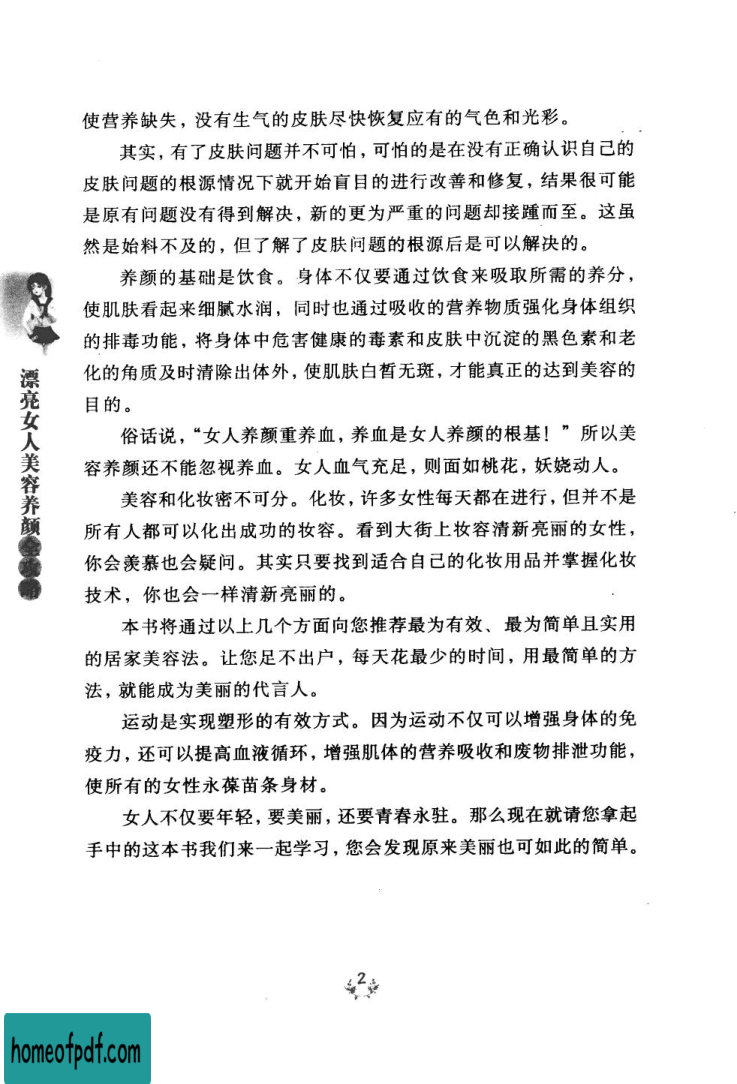 使营养缺失，没有生气的皮肤尽快恢复应有的气色和光彩。
其实，有了皮肤问题并不可怕，可怕的是在没有正确认识自己的
皮肤问题的根源情况下就开始盲目的进行改善和修复，结果很可能
是原有问题没有得到解决，新的更为严重的问题却接踵而至。这虽
然是始料不及的，但了解了皮肤问题的根源后是可以解决的。
养颜的基础是饮食。身体不仅要通过饮食来吸取所需的养分，
使肌肤看起来细腻水润，同时也通过吸收的营养物质强化身体组织
的排毒功能，将身体中危害健康的毒素和皮肤中沉淀的黑色素和老
化的角质及时清除出体外，使肌肤白皙无斑，才能真正的达到美容的
目的。
俗话说，“女人养颜重养血，养血是女人养颜的根基！”所以美
容养颜还不能忽视养血。女人血气充足，则面如桃花，妖娆动人。
美容和化妆密不可分。化妆，许多女性每天都在进行，但并不是
所有人都可以化出成功的妆容。看到大街上妆容清新亮丽的女性，
你会羡慕也会疑问。其实只要找到适合自己的化妆用品并掌握化妆
技术，你也会一样清新亮丽的。
本书将通过以上几个方面向您推荐最为有效、最为简单且实用
的居家美容法。让您足不出户，每天花最少的时间，用最简单的方
法，就能成为美丽的代言人。
运动是实现塑形的有效方式。因为运动不仅可以增强身体的免
疫力，还可以提高血液循环，增强肌体的营养吸收和废物排泄功能，
使所有的女性永葆苗条身材。
女人不仅要年轻，要美丽，还要青春永驻。那么现在就请您拿起
手中的这本书我们来一起学习，您会发现原来美丽也可如此的简单。
漂亮女人美容养颜全攻略
2
homeofpdf.com